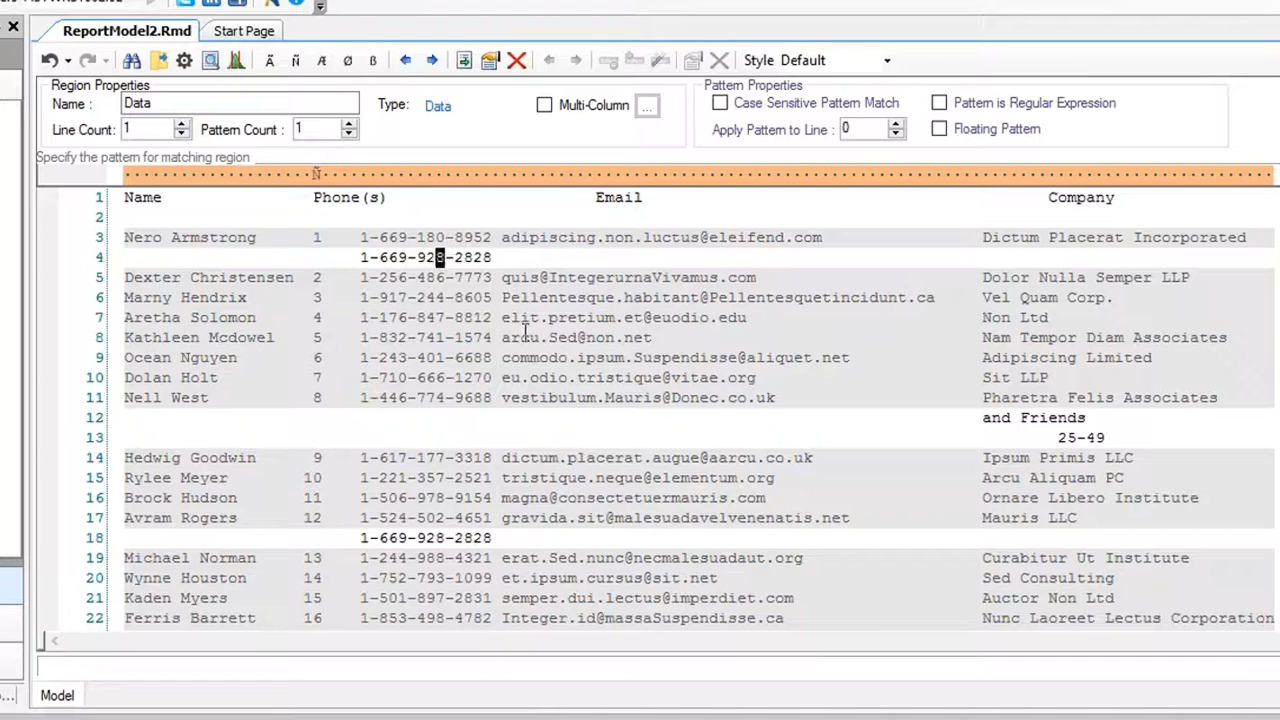 ReportModel2.Rmd Start Page
Ä ñ Æ Ø ß Style Default
Region Properties Pattern Properties
Name : Data Type: Data Multi-Column ... Case Sensitive Pattern Match Pattern is Regular Expression
Line Count: 1 Pattern Count : 1 Apply Pattern to Line : 0 Floating Pattern
Specify the pattern for matching region
Ñ
1 Name Phone(s) Email Company
2
3 Nero Armstrong 1 1-669-180-8952 adipiscing.non.luctus@eleifend.com Dictum Placerat Incorporated
4 1-669-928-2828
5 Dexter Christensen 2 1-256-486-7773 quis@IntegerurnaVivamus.com Dolor Nulla Semper LLP
6 Marny Hendrix 3 1-917-244-8605 Pellentesque.habitant@Pellentesquetincidunt.ca Vel Quam Corp.
7 Aretha Solomon 4 1-176-847-8812 elit.pretium.et@euodio.edu Non Ltd
8 Kathleen Mcdowel 5 1-832-741-1574 arcu.Sed@non.net Nam Tempor Diam Associates
9 Ocean Nguyen 6 1-243-401-6688 commodo.ipsum.Suspendisse@aliquet.net Adipiscing Limited
10 Dolan Holt 7 1-710-666-1270 eu.odio.tristique@vitae.org Sit LLP
11 Nell West 8 1-446-774-9688 vestibulum.Mauris@Donec.co.uk Pharetra Felis Associates
12 and Friends
13 25-49
14 Hedwig Goodwin 9 1-617-177-3318 dictum.placerat.augue@aarcu.co.uk Ipsum Primis LLC
15 Rylee Meyer 10 1-221-357-2521 tristique.neque@elementum.org Arcu Aliquam PC
16 Brock Hudson 11 1-506-978-9154 magna@consectetuermauris.com Ornare Libero Institute
17 Avram Rogers 12 1-524-502-4651 gravida.sit@malesuadavelvenenatis.net Mauris LLC
18 1-669-928-2828
19 Michael Norman 13 1-244-988-4321 erat.Sed.nunc@necmalesuadaut.org Curabitur Ut Institute
20 Wynne Houston 14 1-752-793-1099 et.ipsum.cursus@sit.net Sed Consulting
21 Kaden Myers 15 1-501-897-2831 semper.dui.lectus@imperdiet.com Auctor Non Ltd
22 Ferris Barrett 16 1-853-498-4782 Integer.id@massaSuspendisse.ca Nunc Laoreet Lectus Corporation
Model